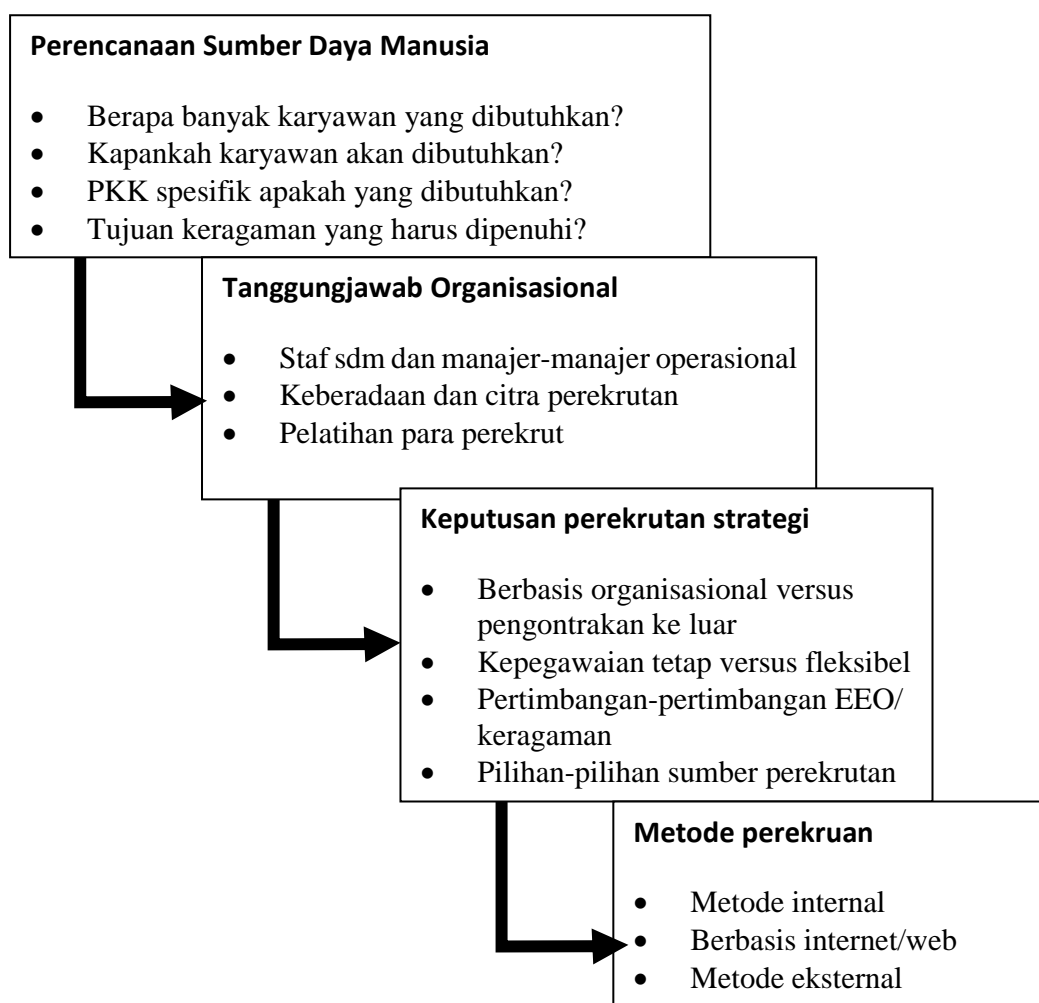 Perencanaan Sumber Daya Manusia
• Berapa banyak karyawan yang dibutuhkan?
• Kapankah karyawan akan dibutuhkan?
• PKK spesifik apakah yang dibutuhkan?
• Tujuan keragaman yang harus dipenuhi?
Tanggungjawab Organisasional
• Staf sdm dan manajer-manajer operasional
• Keberadaan dan citra perekrutan
• Pelatihan para perekrut
Keputusan perekrutan strategi
• Berbasis organisasional versus
pengontrakan ke luar
• Kepegawaian tetap versus fleksibel
• Pertimbangan-pertimbangan EEO/
keragaman
• Pilihan-pilihan sumber perekrutan
Metode perekruan
• Metode internal
• Berbasis internet/web
• Metode eksternal